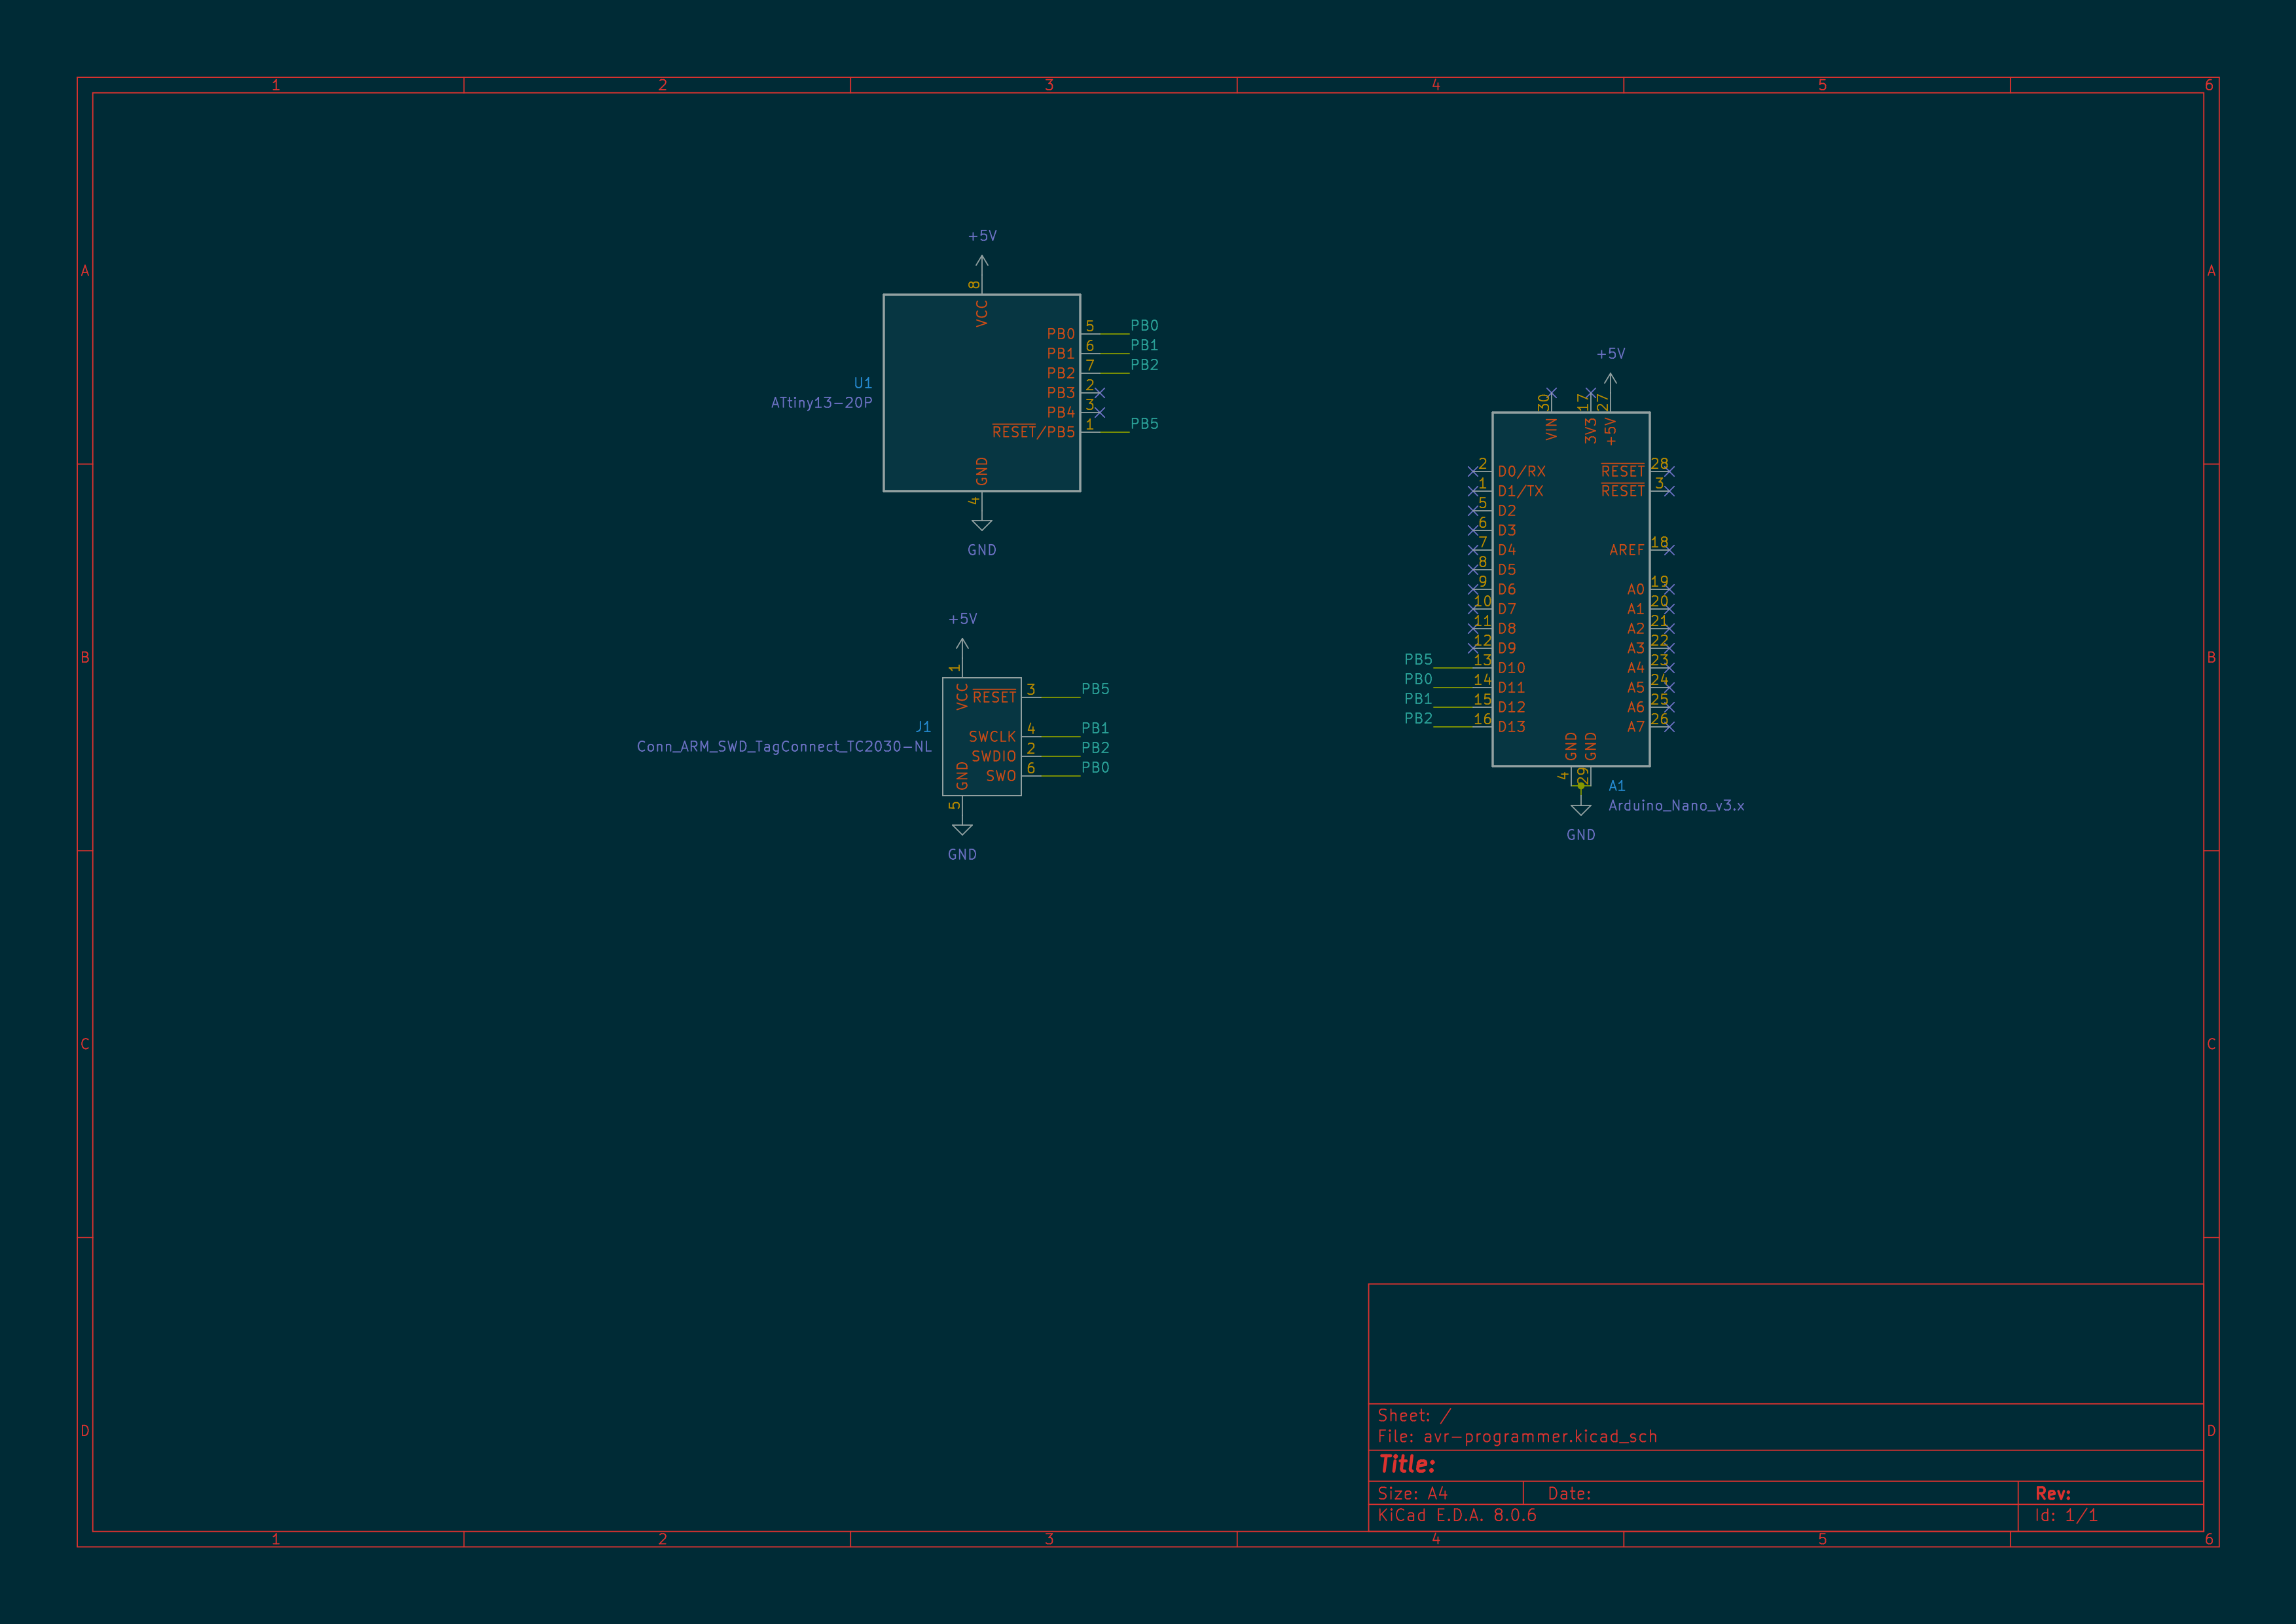 1 2 3 4 5 6
A A
B B
C C
D D
+5V
8
VCC
PB0 5 PB0
PB1 6 PB1
PB2 7 PB2
PB3 2
PB4 3
RESET/PB5 1 PB5
U1
ATtiny13-20P
GND
4
GND
+5V
1
VCC
RESET 3 PB5
SWCLK 4 PB1
SWDIO 2 PB2
SWO 6 PB0
J1
Conn_ARM_SWD_TagConnect_TC2030-NL
GND
5
GND
+5V
30 17 27
VIN 3V3 +5V
2 D0/RX RESET 28
1 D1/TX RESET 3
5 D2
6 D3
7 D4 AREF 18
8 D5
9 D6 A0 19
10 D7 A1 20
11 D8 A2 21
12 D9 A3 22
PB5 13 D10 A4 23
PB0 14 D11 A5 24
PB1 15 D12 A6 25
PB2 16 D13 A7 26
GND GND
4 29
A1
Arduino_Nano_v3.x
GND
Sheet: /
File: avr-programmer.kicad_sch
Title:
Size: A4 Date: Rev:
KiCad E.D.A. 8.0.6 Id: 1/1
1 2 3 4 5 6